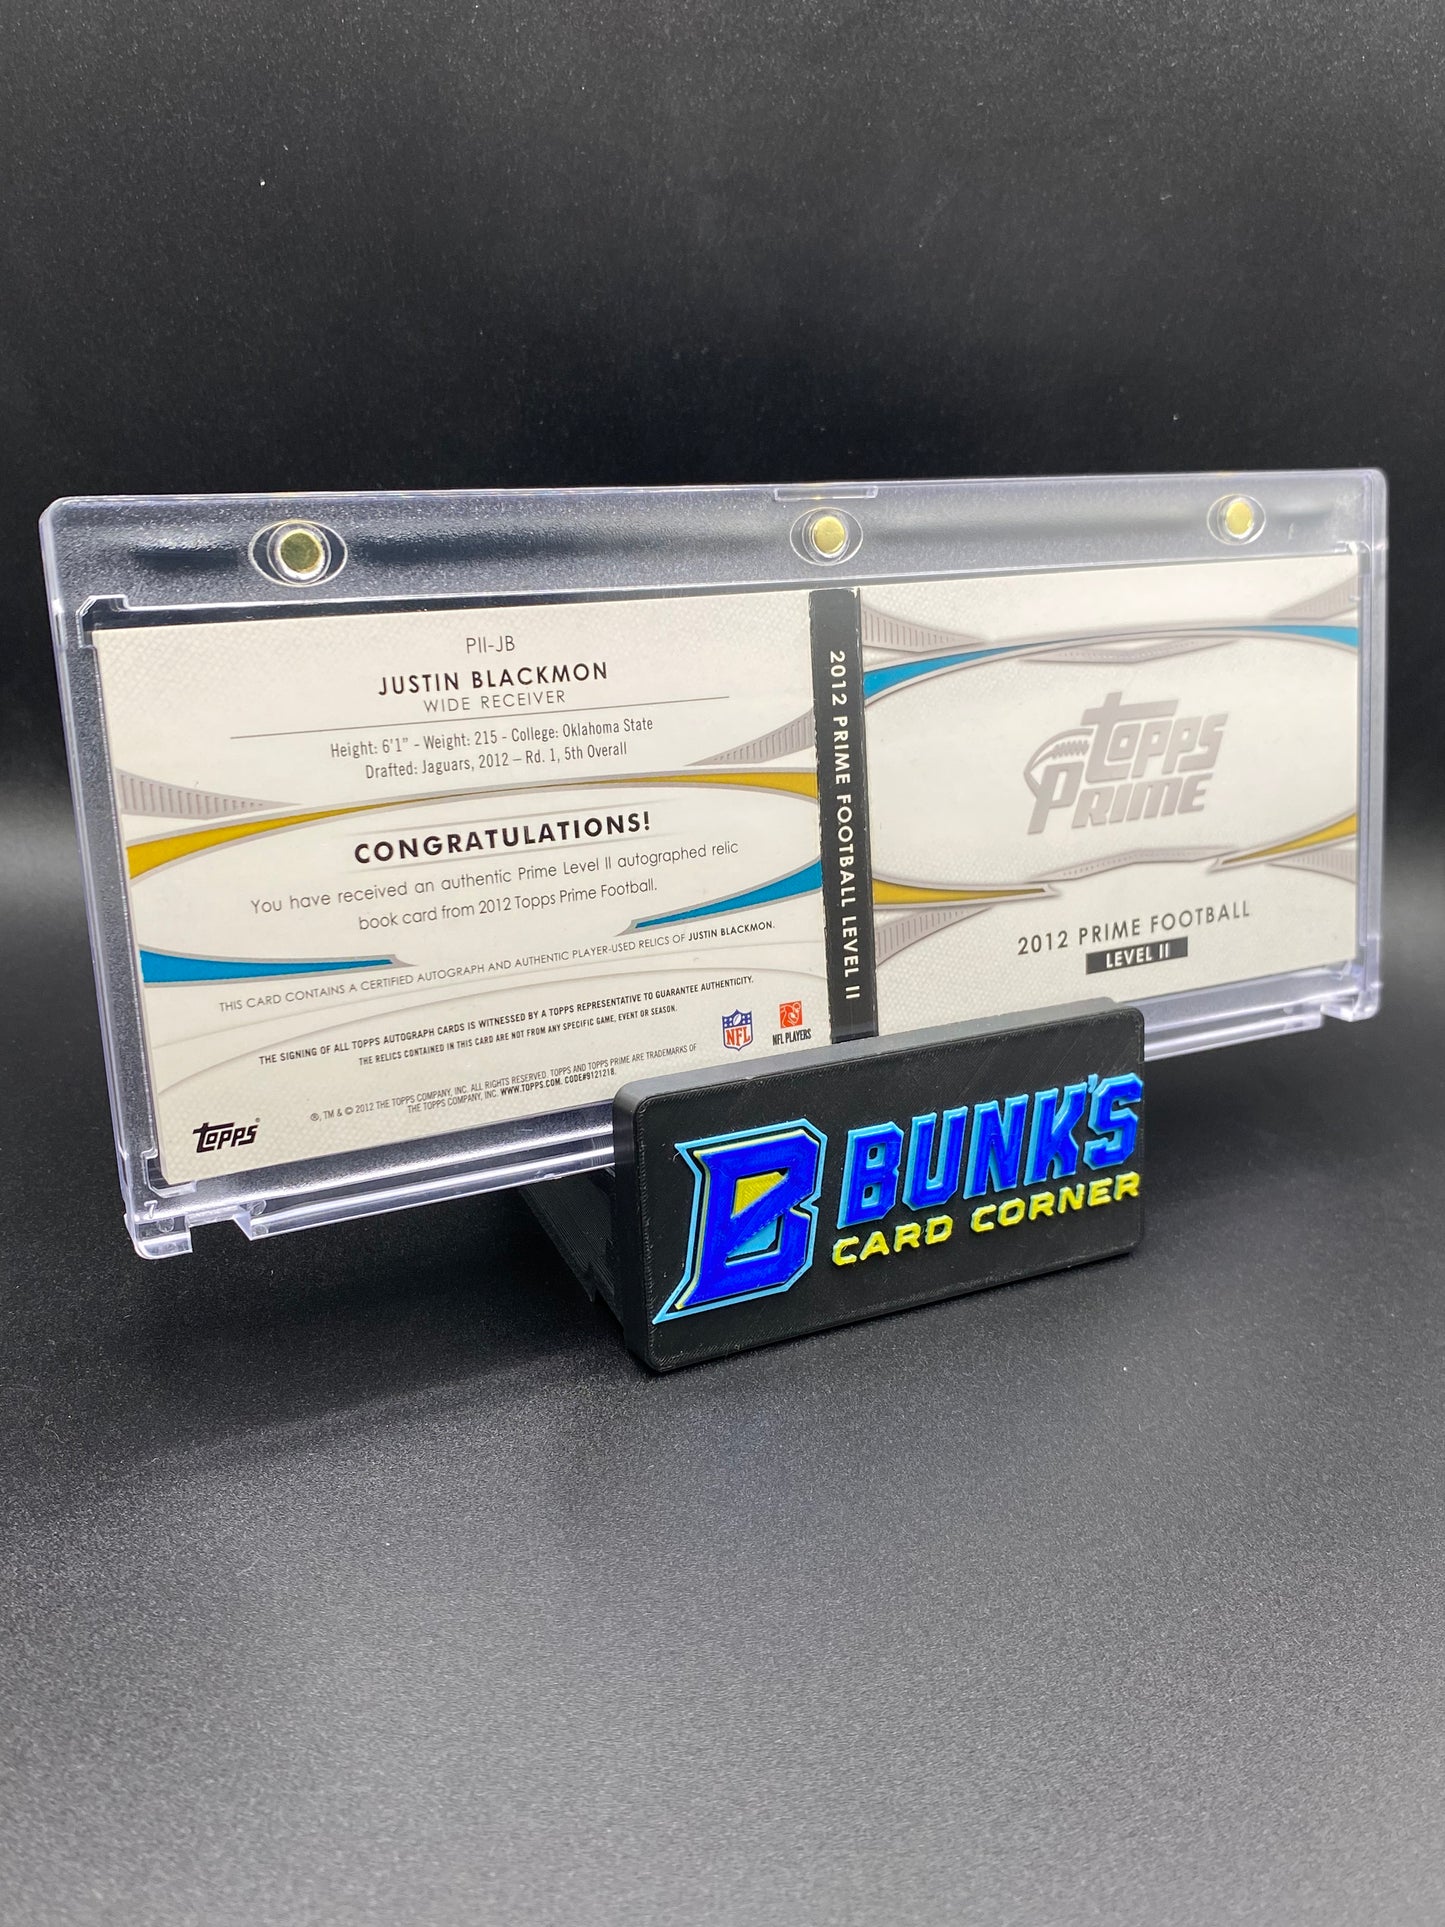 PII-JB
JUSTIN BLACKMON
WIDE RECEIVER
Height: 6'1" - Weight: 215 - College: Oklahoma State
Drafted: Jaguars, 2012 – Rd. 1, 5th Overall
CONGRATULATIONS!
You have received an authentic Prime Level II autographed relic
book card from 2012 Topps Prime Football.
THIS CARD CONTAINS A CERTIFIED AUTOGRAPH AND AUTHENTIC PLAYER-USED RELICS OF JUSTIN BLACKMON.
THE SIGNING OF ALL TOPPS AUTOGRAPH CARDS IS WITNESSED BY A TOPPS REPRESENTATIVE TO GUARANTEE AUTHENTICITY.
THE RELICS CONTAINED IN THIS CARD ARE NOT FROM ANY SPECIFIC GAME, EVENT OR SEASON.
NFL
NFL PLAYERS
®, TM & © 2012 THE TOPPS COMPANY, INC. ALL RIGHTS RESERVED. TOPPS AND TOPPS PRIME ARE TRADEMARKS OF
THE TOPPS COMPANY, INC. WWW.TOPPS.COM. CODE#9121218.
TOPPS®
2012 PRIME FOOTBALL LEVEL II
TOPPS
PRIME
2012 PRIME FOOTBALL
LEVEL II
B
BUNK'S
CARD CORNER